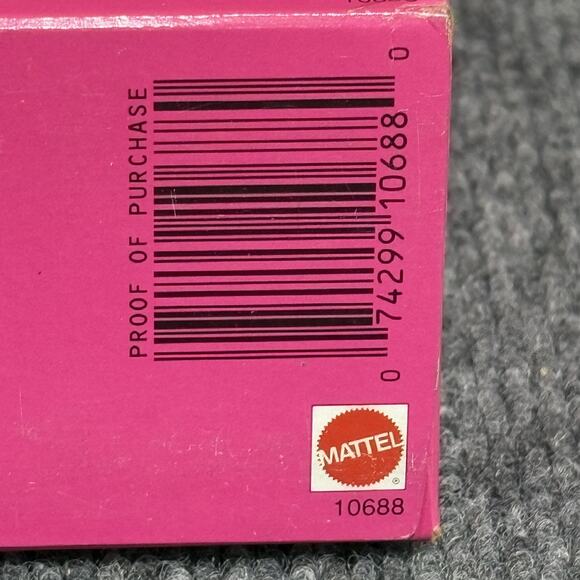 PROOF OF PURCHASE
0 74299 10688 0
MATTEL
®
10688